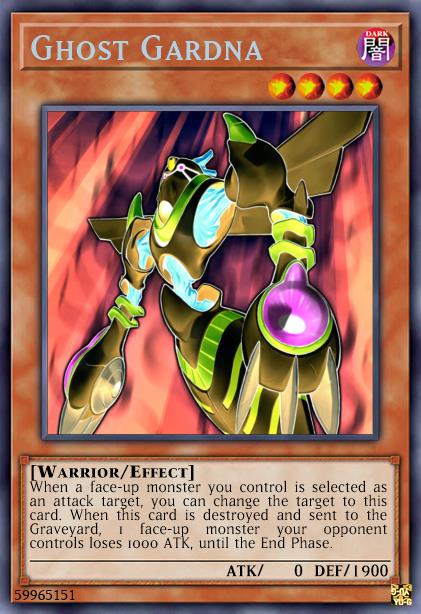 GHOST GARDNA
DARK
闇
[WARRIOR/EFFECT]
When a face-up monster you control is selected as
an attack target, you can change the target to this
card. When this card is destroyed and sent to the
Graveyard, 1 face-up monster your opponent
controls loses 1000 ATK, until the End Phase.
ATK/ 0 DEF/1900
59965151